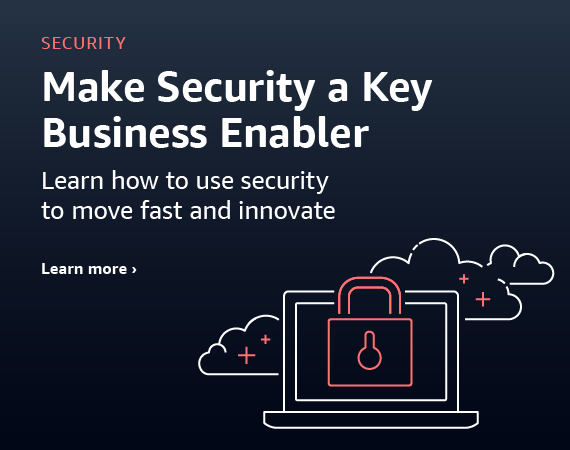 SECURITY
Make Security a Key
Business Enabler
Learn how to use security
to move fast and innovate
Learn more ›